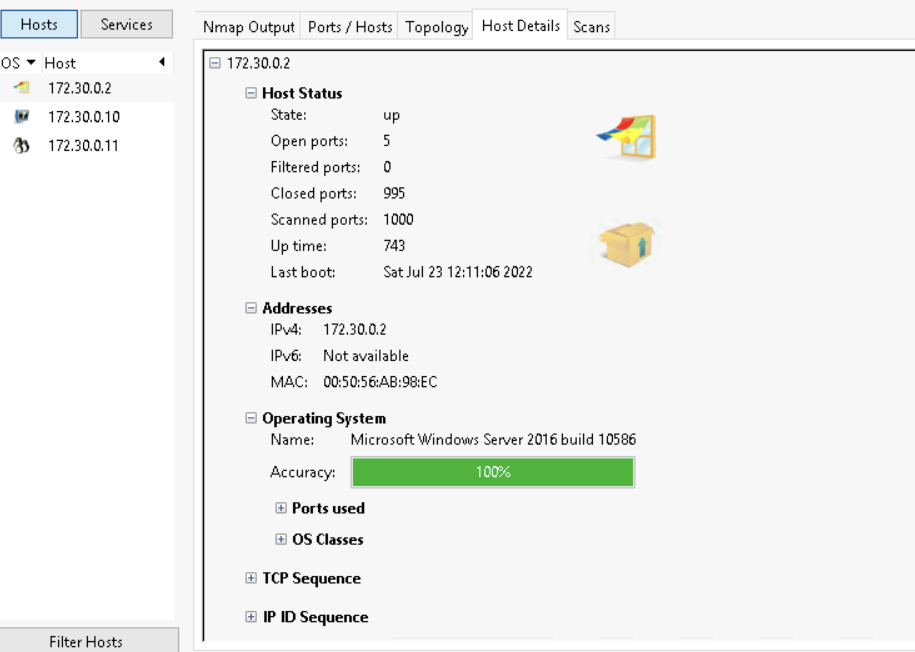 Hosts Services
Nmap Output Ports / Hosts Topology Host Details Scans
OS Host
172.30.0.2
172.30.0.10
172.30.0.11
172.30.0.2
Host Status
State: up
Open ports: 5
Filtered ports: 0
Closed ports: 995
Scanned ports: 1000
Up time: 743
Last boot: Sat Jul 23 12:11:06 2022
Addresses
IPv4: 172.30.0.2
IPv6: Not available
MAC: 00:50:56:AB:98:EC
Operating System
Name: Microsoft Windows Server 2016 build 10586
Accuracy: 100%
Ports used
OS Classes
TCP Sequence
IP ID Sequence
Filter Hosts